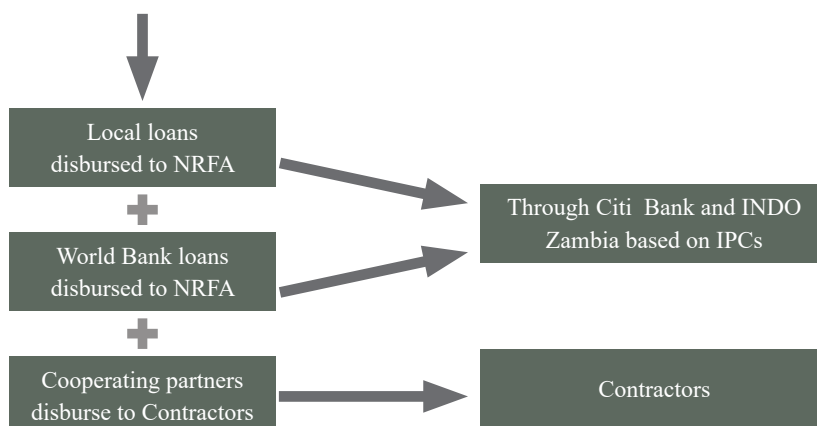 Local loans
disbursed to NRFA
Through Citi Bank and INDO
Zambia based on IPCs
World Bank loans
disbursed to NRFA
Cooperating partners
disburse to Contractors
Contractors